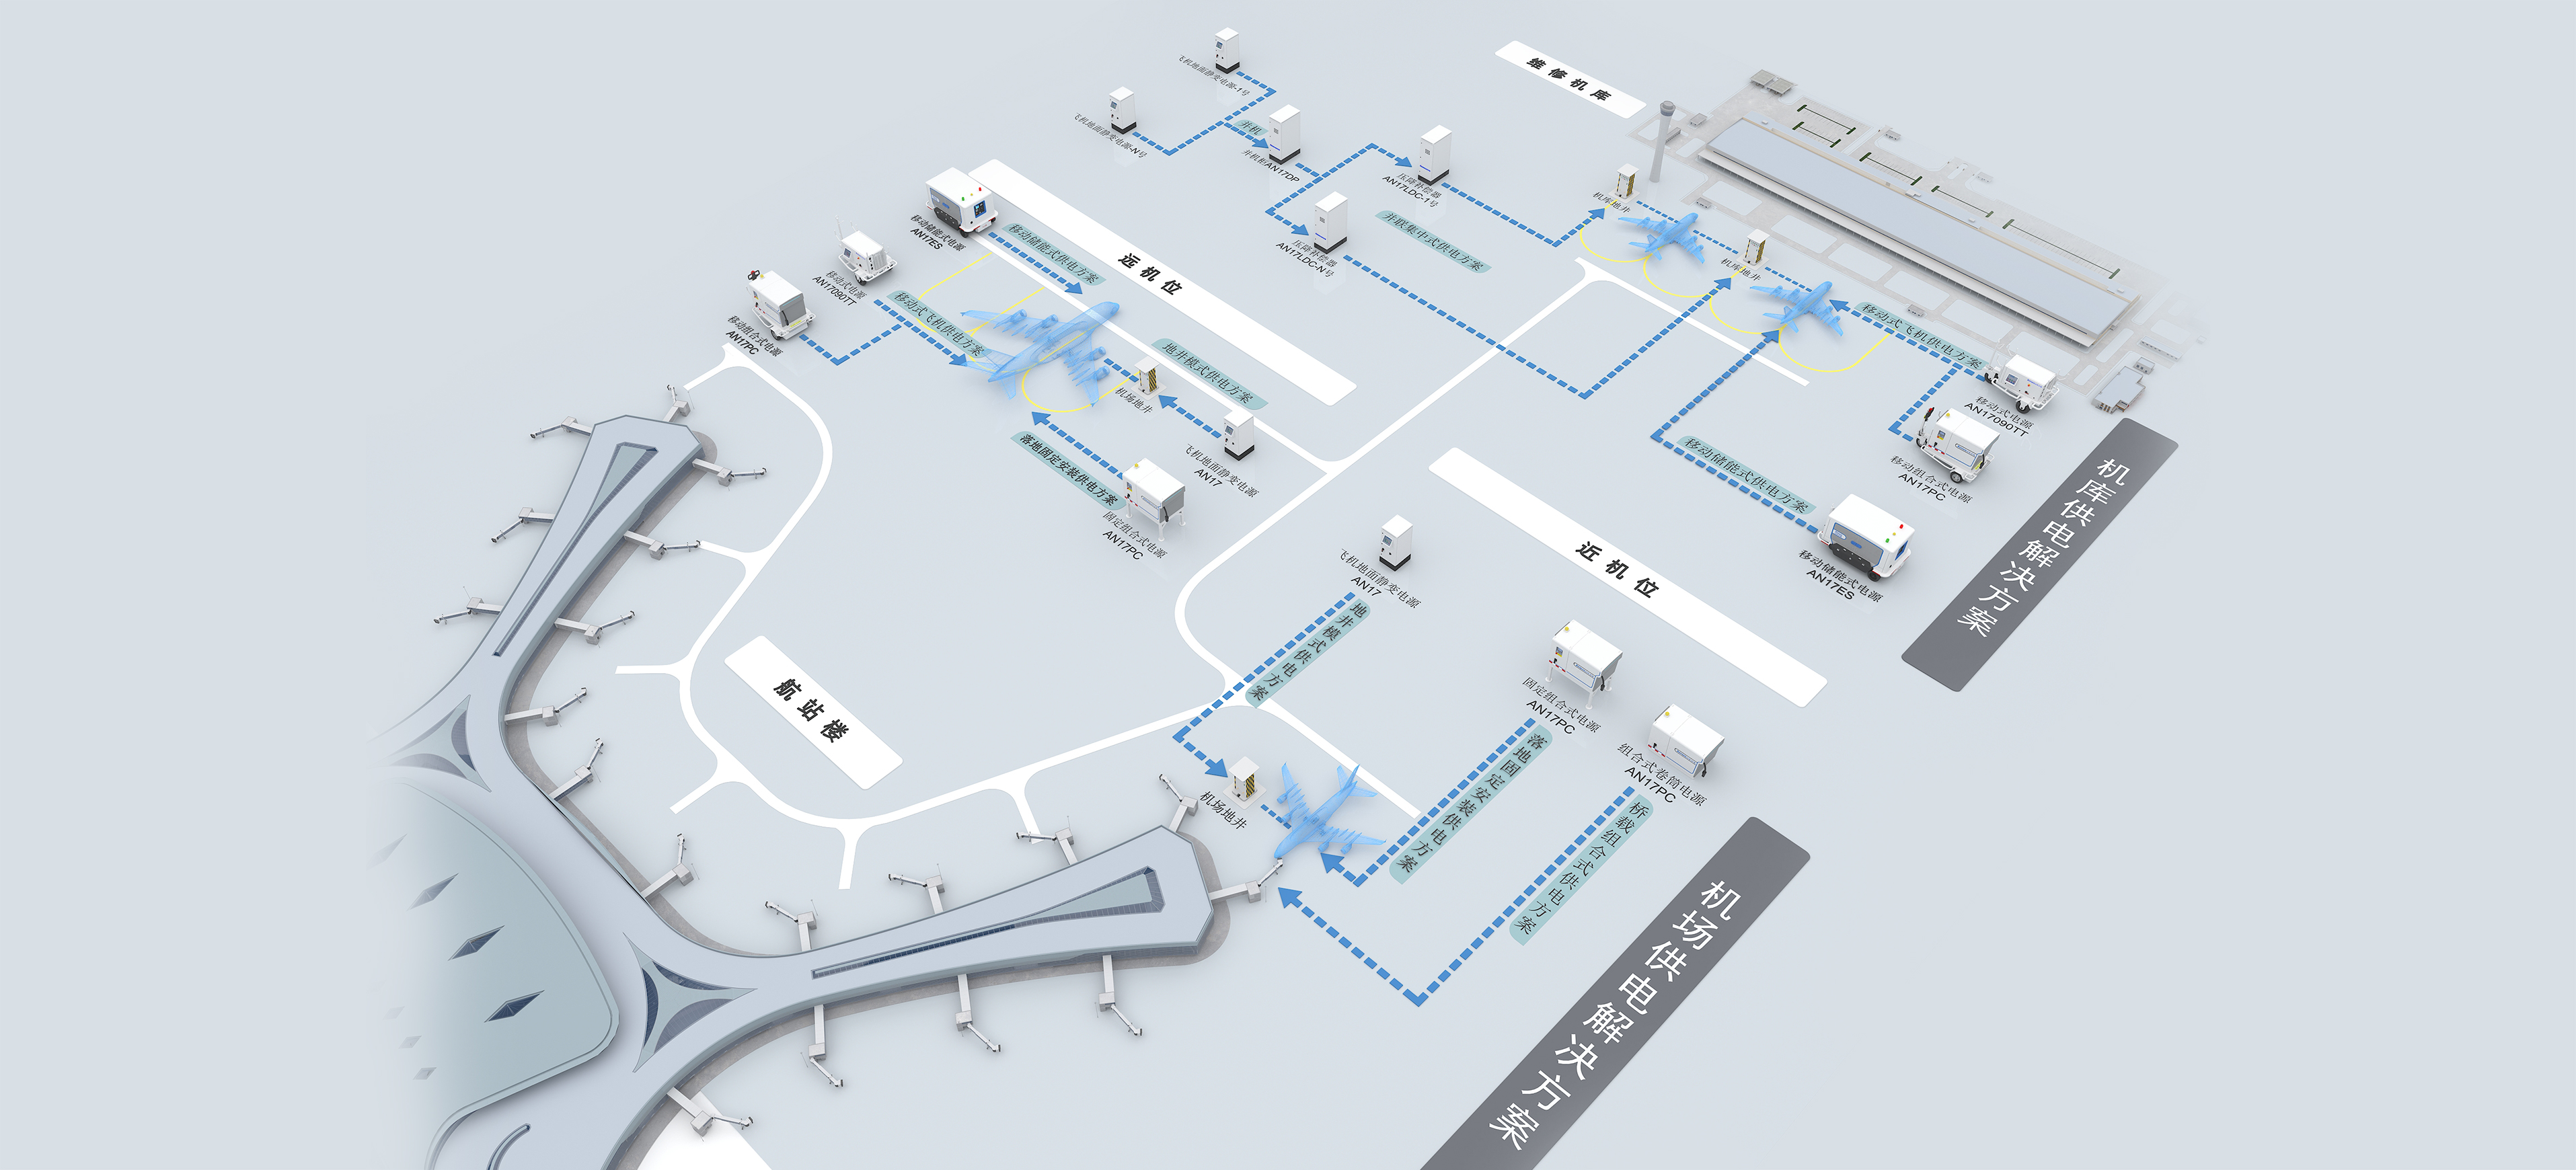 飞机地面静变电源-1号
飞机地面静变电源-N号
并机
并机柜AN17DP
压降补偿器
AN17LDC-1号
压降补偿器
AN17LDC-N号
并联集中式供电方案
维修机库
机库地井
机库地井
移动式飞机供电方案
移动式电源
AN17090TT
移动组合式电源
AN17PC
移动储能式供电方案
移动储能式电源
AN17ES
机库供电解决方案
移动储能式电源
AN17ES
移动储能式供电方案
移动式电源
AN17090TT
移动组合式电源
AN17PC
移动式飞机供电方案
远机位
地井模式供电方案
机场地井
飞机地面静变电源
AN17
落地固定安装供电方案
固定组合式电源
AN17PC
近机位
飞机地面静变电源
AN17
地井模式供电方案
机场地井
固定组合式电源
AN17PC
落地固定安装供电方案
组合式卷筒电源
AN17PC
桥载组合式供电方案
航站楼
机场供电解决方案